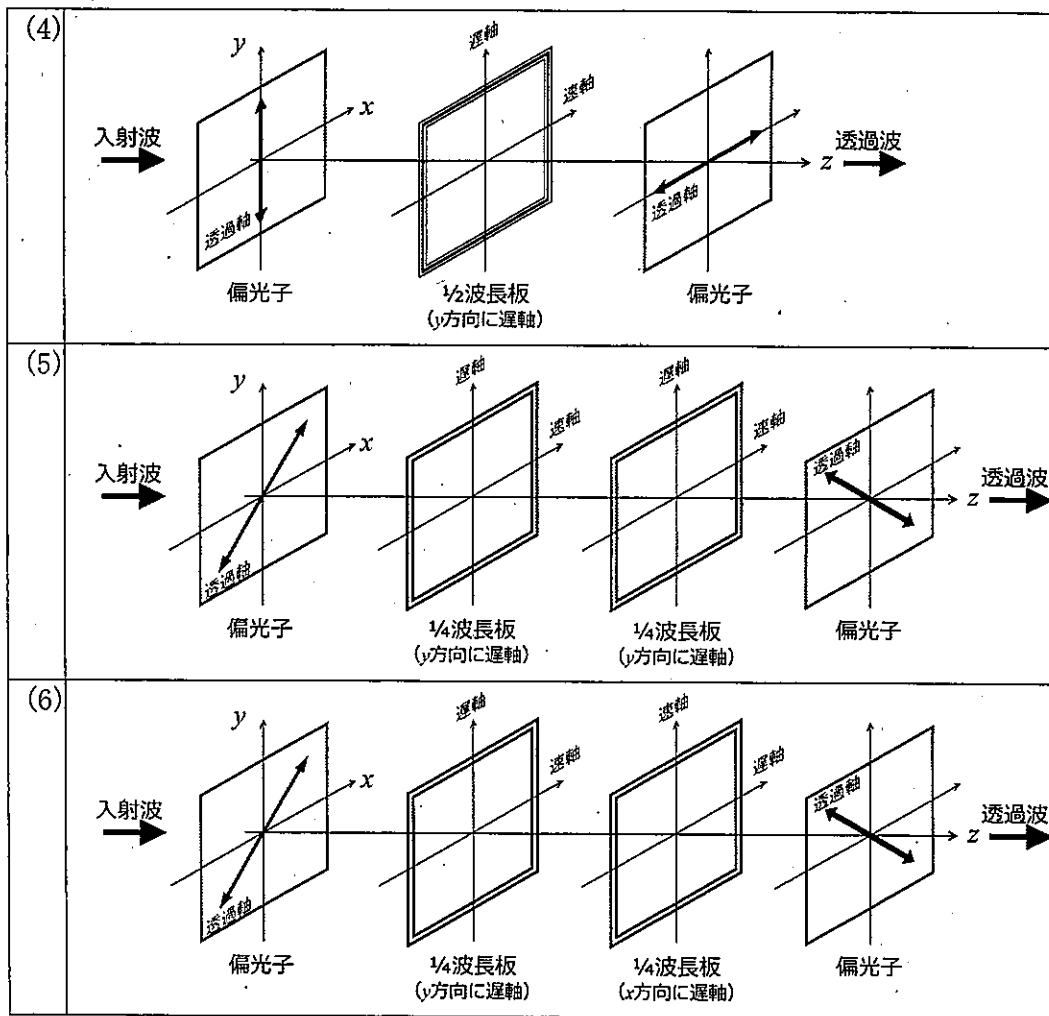 (4)
y
遅軸
速軸
x
入射波
z
透過波
透過軸
透過軸
偏光子
½波長板
(y方向に遅軸)
偏光子
(5)
y
遅軸
遅軸
速軸
速軸
x
入射波
透過軸
z
透過波
透過軸
偏光子
¼波長板
(y方向に遅軸)
¼波長板
(y方向に遅軸)
偏光子
(6)
y
遅軸
速軸
速軸
遅軸
x
入射波
透過軸
z
透過波
透過軸
偏光子
¼波長板
(y方向に遅軸)
¼波長板
(x方向に遅軸)
偏光子